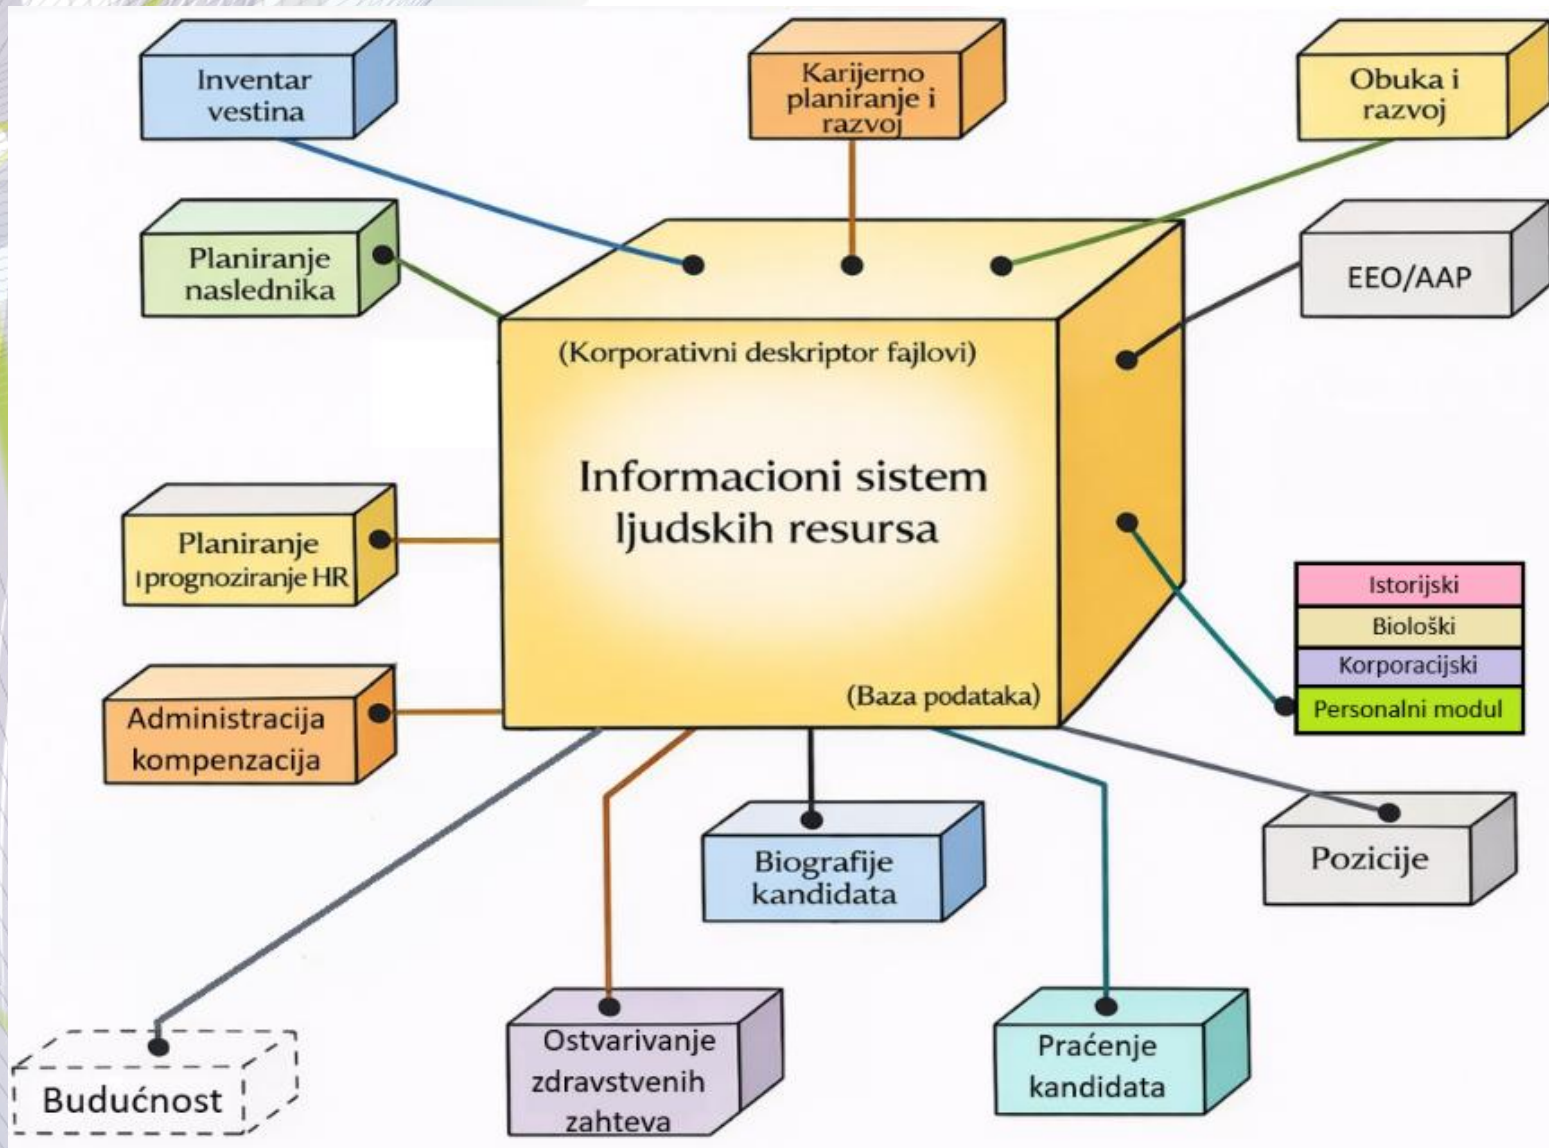 Inventar
vestina
Karijerno
planiranje i
razvoj
Obuka i
razvoj
Planiranje
naslednika
EEO/AAP
(Korporativni deskriptor fajlovi)
Informacioni sistem
ljudskih resursa
(Baza podataka)
Planiranje
i prognoziranje HR
Istorijski
Biološki
Korporacijski
Personalni modul
Administracija
kompenzacija
Biografije
kandidata
Pozicije
Ostvarivanje
zdravstvenih
zahteva
Praćenje
kandidata
Budućnost